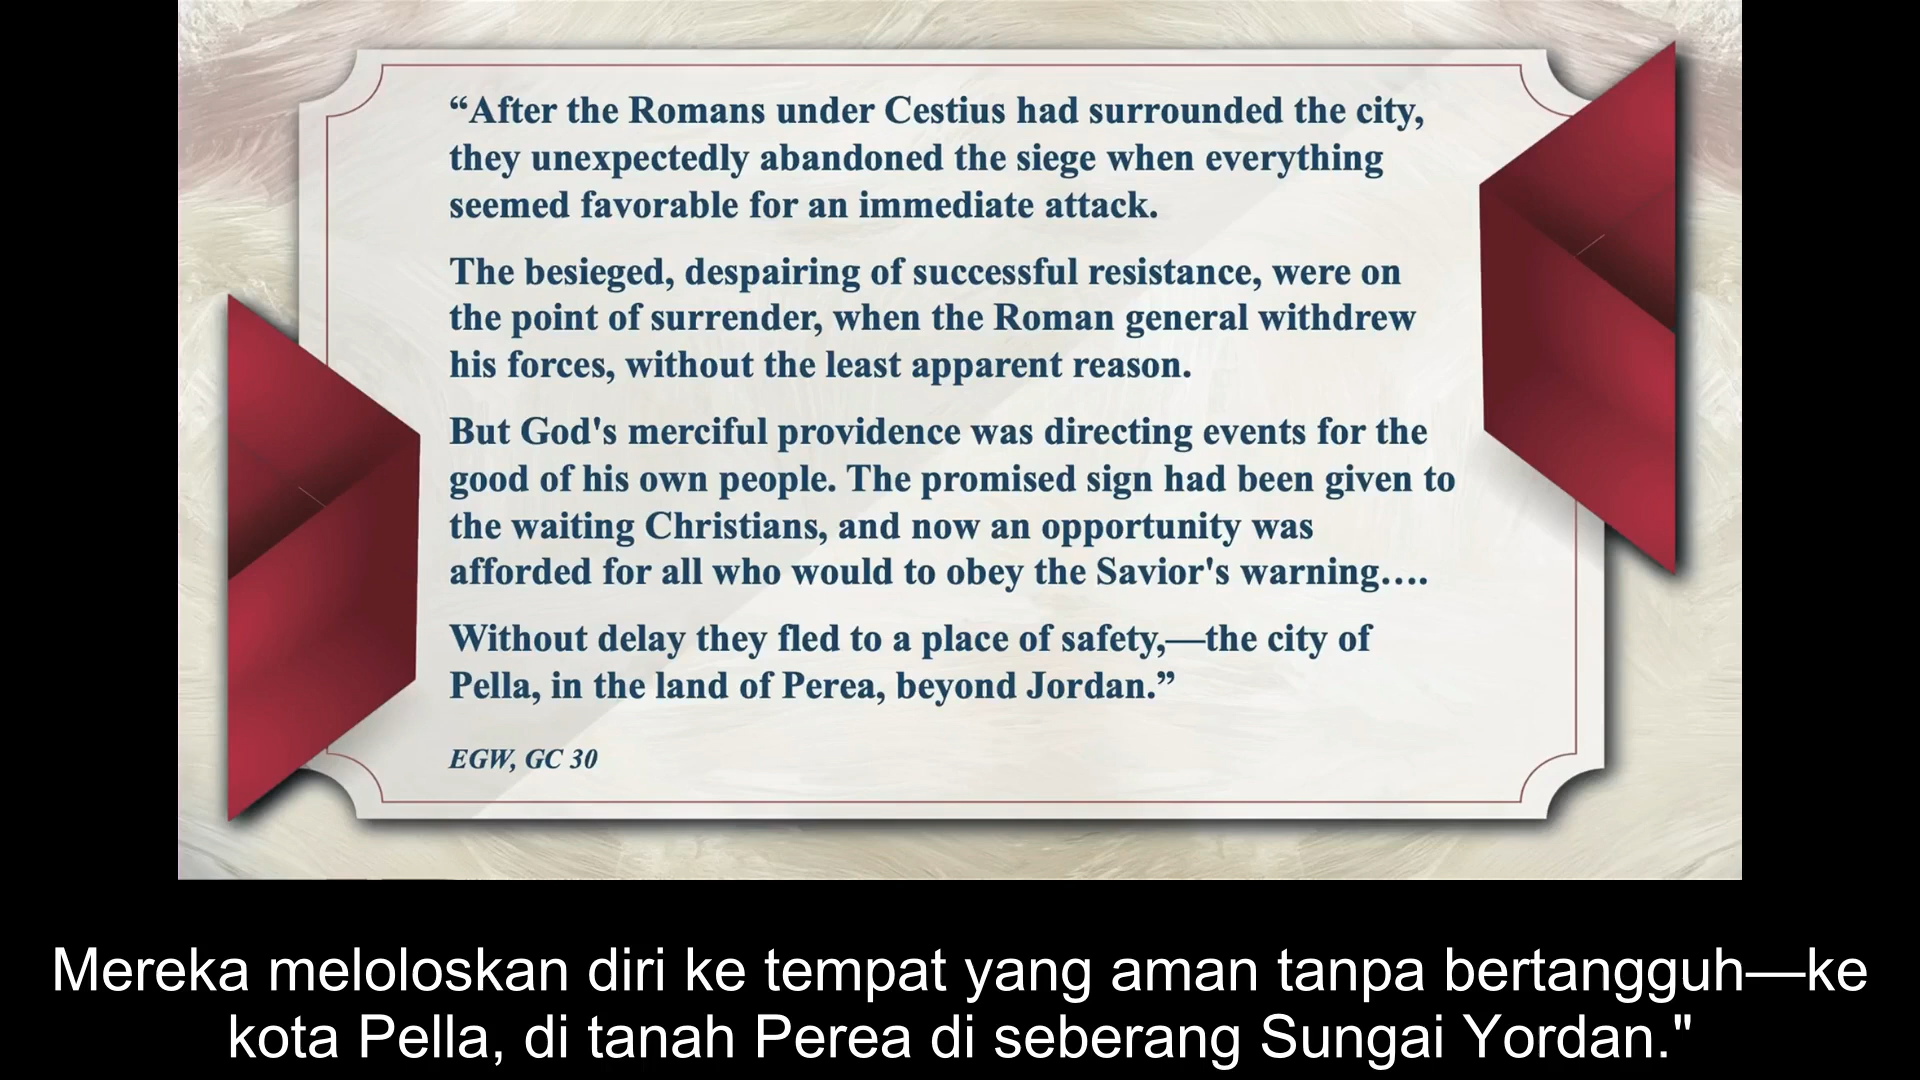 “After the Romans under Cestius had surrounded the city,
they unexpectedly abandoned the siege when everything
seemed favorable for an immediate attack.
The besieged, despairing of successful resistance, were on
the point of surrender, when the Roman general withdrew
his forces, without the least apparent reason.
But God's merciful providence was directing events for the
good of his own people. The promised sign had been given to
the waiting Christians, and now an opportunity was
afforded for all who would to obey the Savior's warning….
Without delay they fled to a place of safety,—the city of
Pella, in the land of Perea, beyond Jordan.”
EGW, GC 30
Mereka meloloskan diri ke tempat yang aman tanpa bertangguh—ke
kota Pella, di tanah Perea di seberang Sungai Yordan."